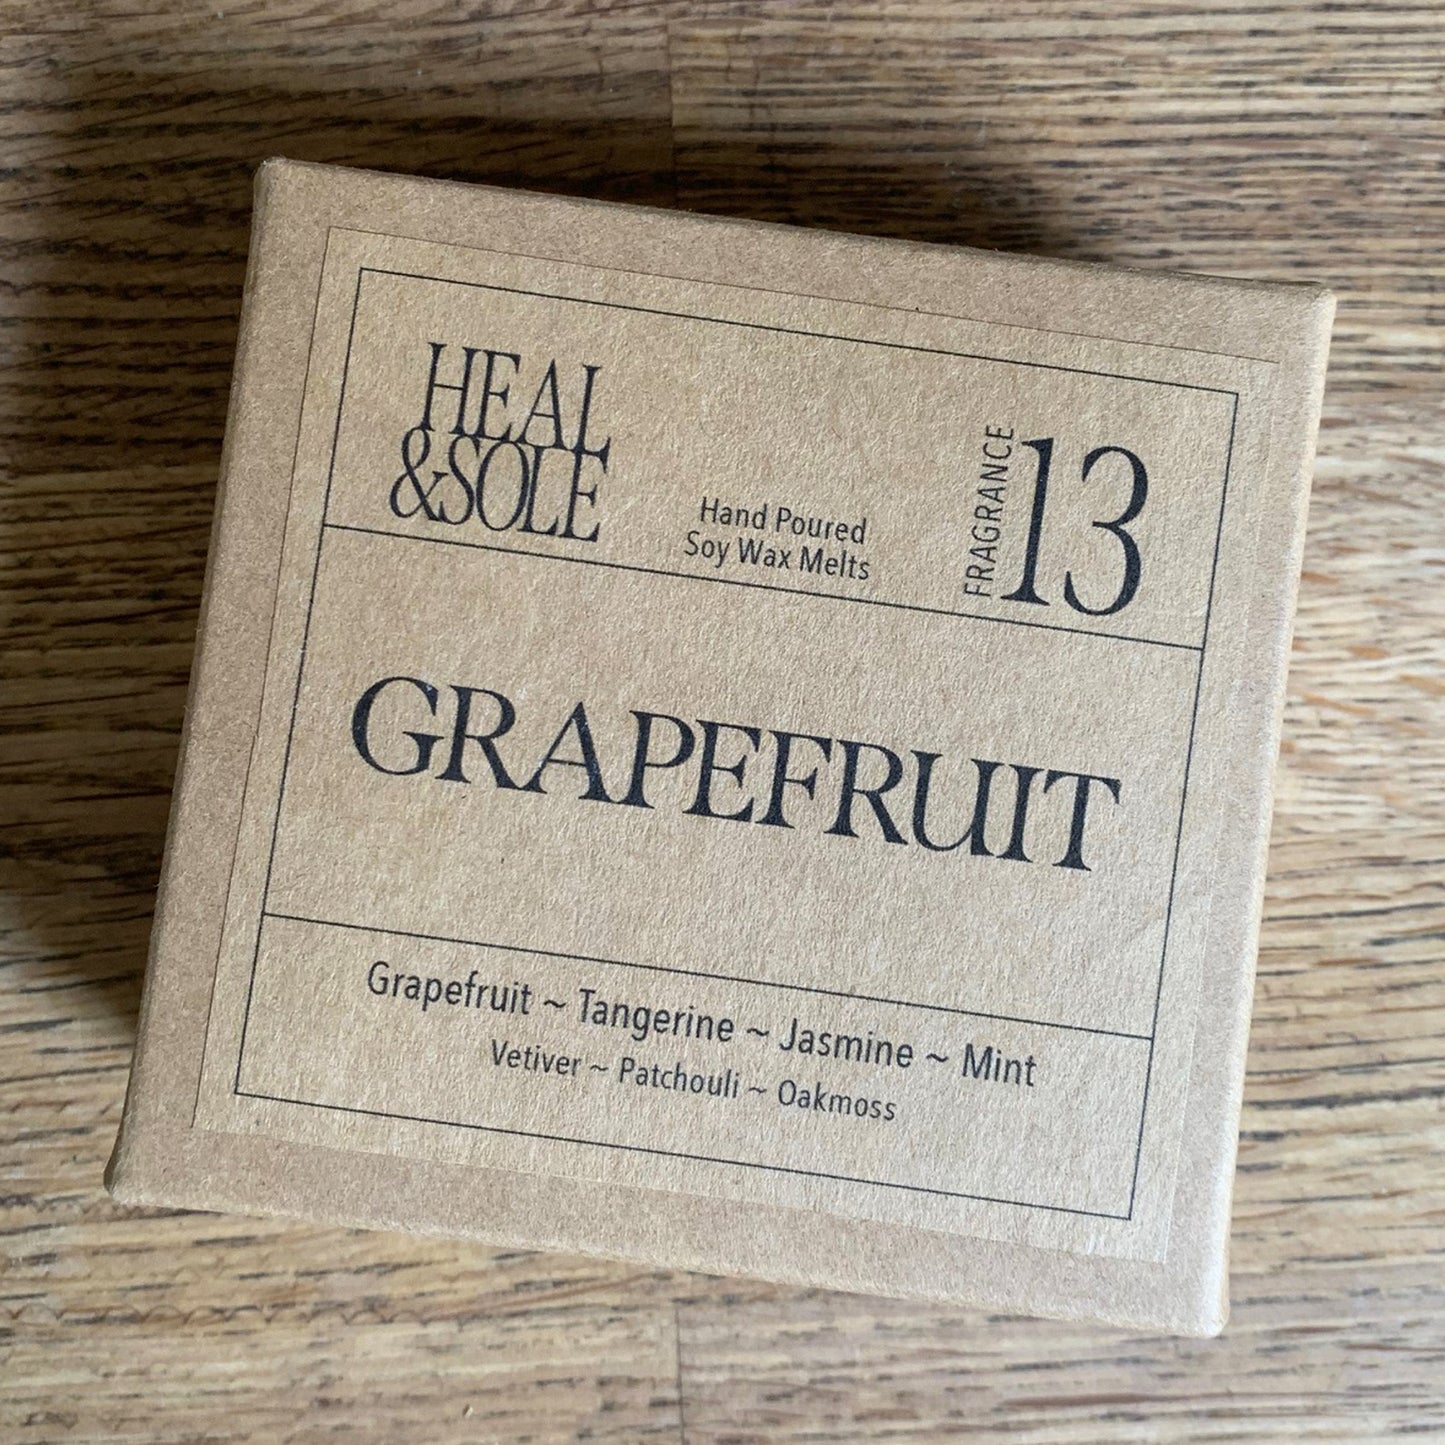 HEAL
&SOLE
Hand Poured
Soy Wax Melts
FRAGRANCE
13
GRAPEFRUIT
Grapefruit ~ Tangerine ~ Jasmine ~ Mint
Vetiver ~ Patchouli ~ Oakmoss